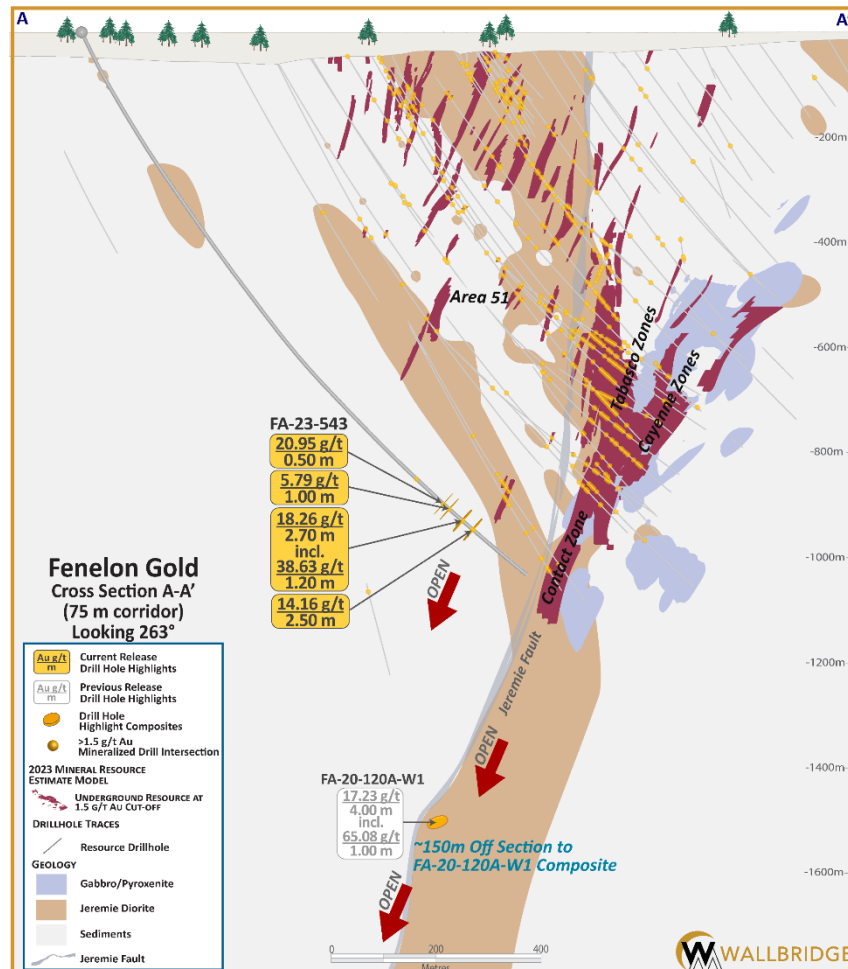 A
A'
-200m
-400m
Area 51
Tabasco Zones
-600m
Cayenne Zones
FA-23-543
20.95 g/t
0.50 m
5.79 g/t
1.00 m
18.26 g/t
2.70 m
incl.
38.63 g/t
1.20 m
14.16 g/t
2.50 m
-800m
Contact Zone
-1000m
OPEN
Fenelon Gold
Cross Section A-A'
(75 m corridor)
Looking 263°
Au g/t
m
Current Release
Drill Hole Highlights
Au g/t
m
Previous Release
Drill Hole Highlights
Drill Hole
Highlight Composites
>1.5 g/t Au
Mineralized Drill Intersection
2023 Mineral Resource
Estimate Model
Underground Resource at
1.5 g/t Au Cut-off
Drillhole Traces
Resource Drillhole
Geology
Gabbro/Pyroxenite
Jeremie Diorite
Sediments
Jeremie Fault
Jeremie Fault
-1200m
OPEN
-1400m
FA-20-120A-W1
17.23 g/t
4.00 m
incl.
65.08 g/t
1.00 m
~150m Off Section to
FA-20-120A-W1 Composite
-1600m
OPEN
0 200 400
Metres
WALLBRIDGE